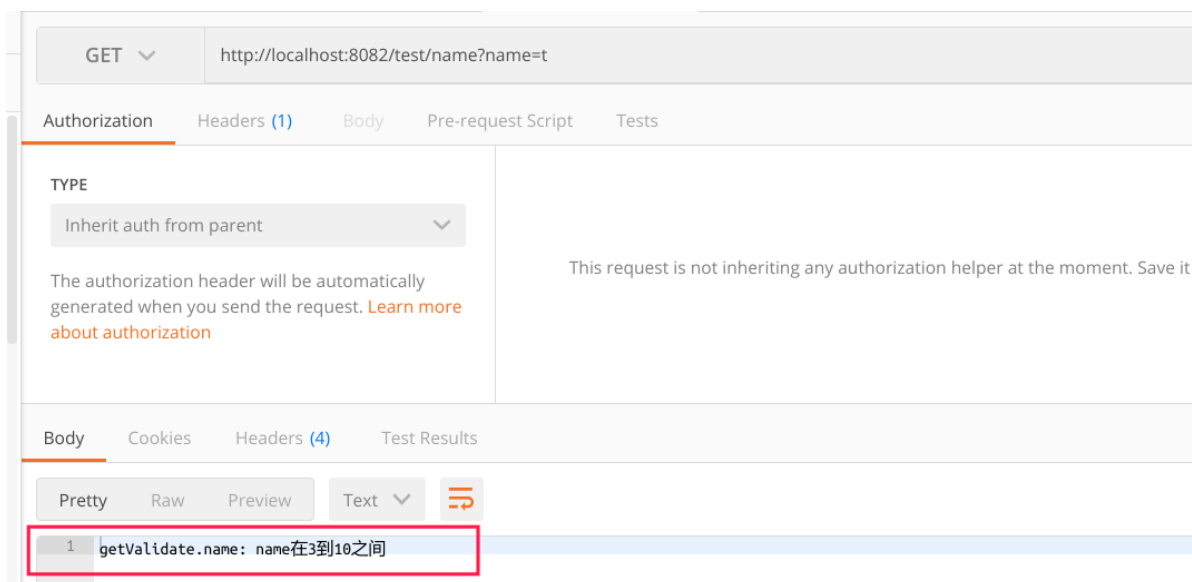 GET http://localhost:8082/test/name?name=t
Authorization Headers (1) Body Pre-request Script Tests
TYPE
Inherit auth from parent
The authorization header will be automatically
generated when you send the request. Learn more
about authorization
This request is not inheriting any authorization helper at the moment. Save it
Body Cookies Headers (4) Test Results
Pretty Raw Preview Text
1 getValidate.name: name在3到10之间